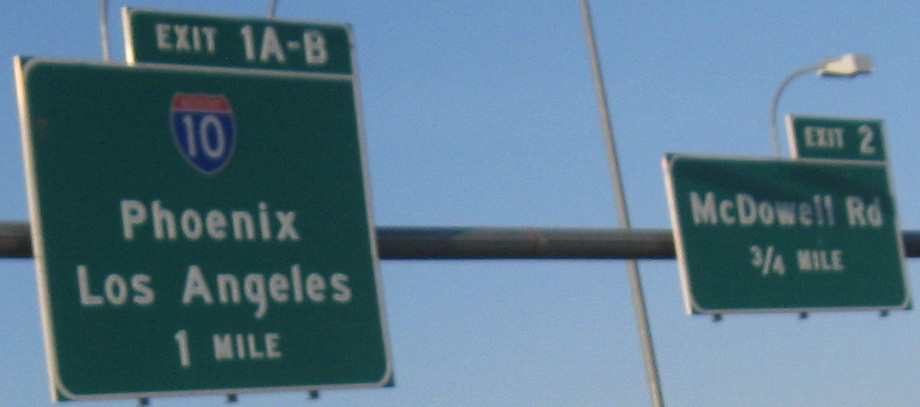 EXIT 1A-B
10
Phoenix
Los Angeles
1 MILE
EXIT 2
McDowell Rd
3/4 MILE